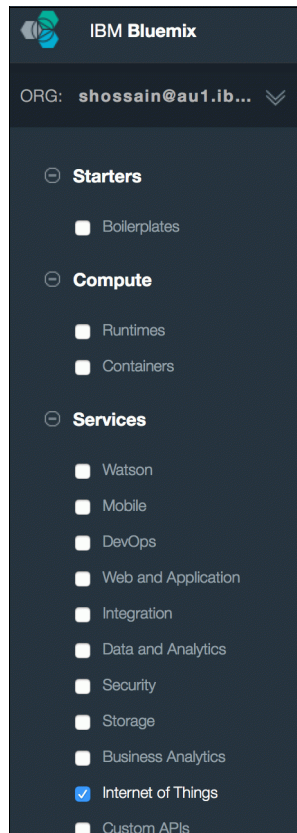 IBM Bluemix
ORG: shossain@au1.ib...
Starters
Boilerplates
Compute
Runtimes
Containers
Services
Watson
Mobile
DevOps
Web and Application
Integration
Data and Analytics
Security
Storage
Business Analytics
Internet of Things
Custom APIs